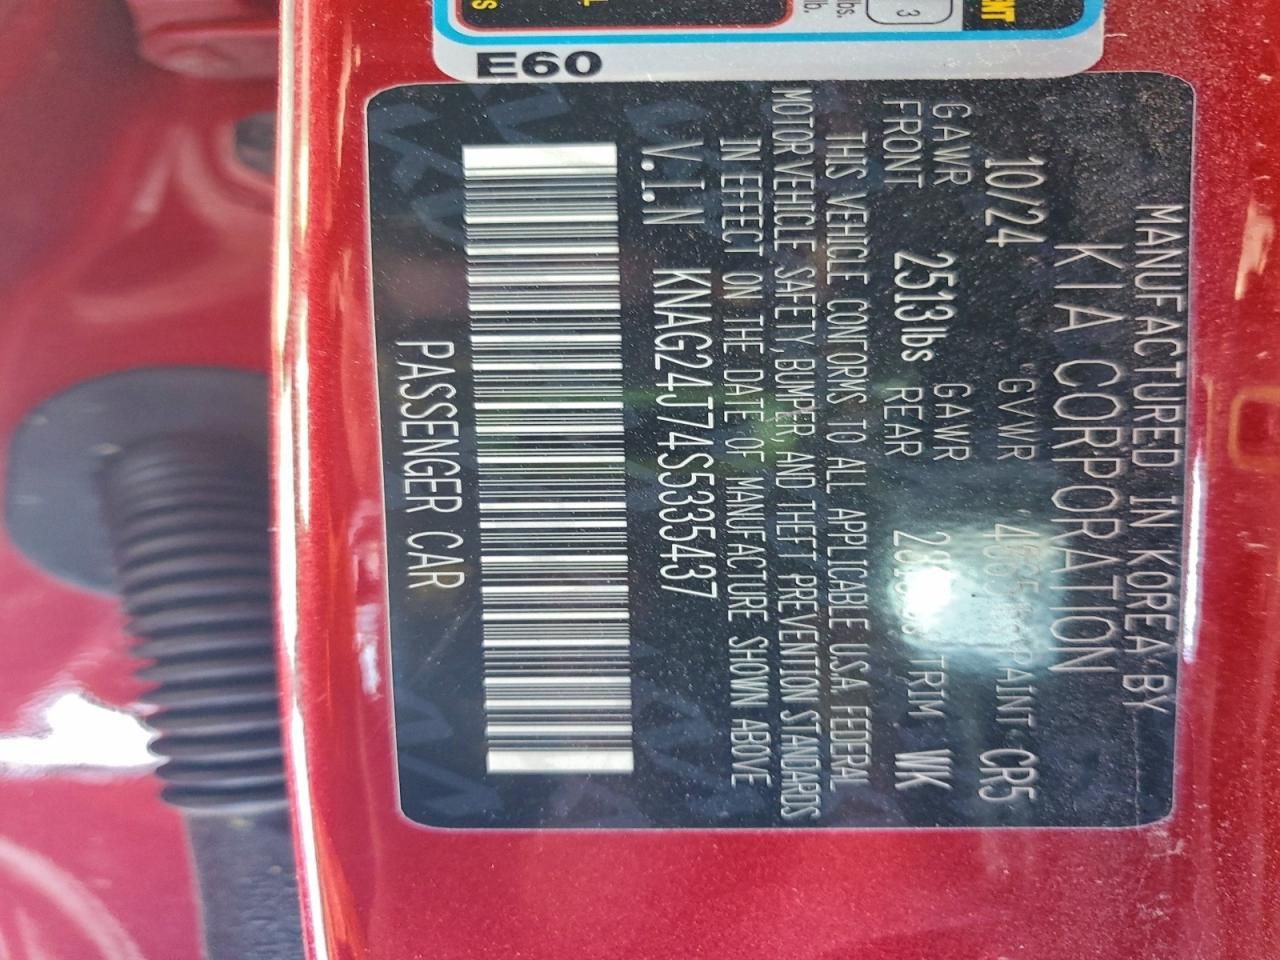 E60
MANUFACTURED IN KOREA BY
KIA CORPORATION
10/24 GVWR PAINT CR5
GAWR FRONT 2513lbs GAWR REAR TRIM WK
THIS VEHICLE CONFORMS TO ALL APPLICABLE U.S.A. FEDERAL
MOTOR VEHICLE SAFETY, BUMPER, AND THEFT PREVENTION STANDARDS
IN EFFECT ON THE DATE OF MANUFACTURE SHOWN ABOVE
V.I.N KNAG24J74S5335437
PASSENGER CAR